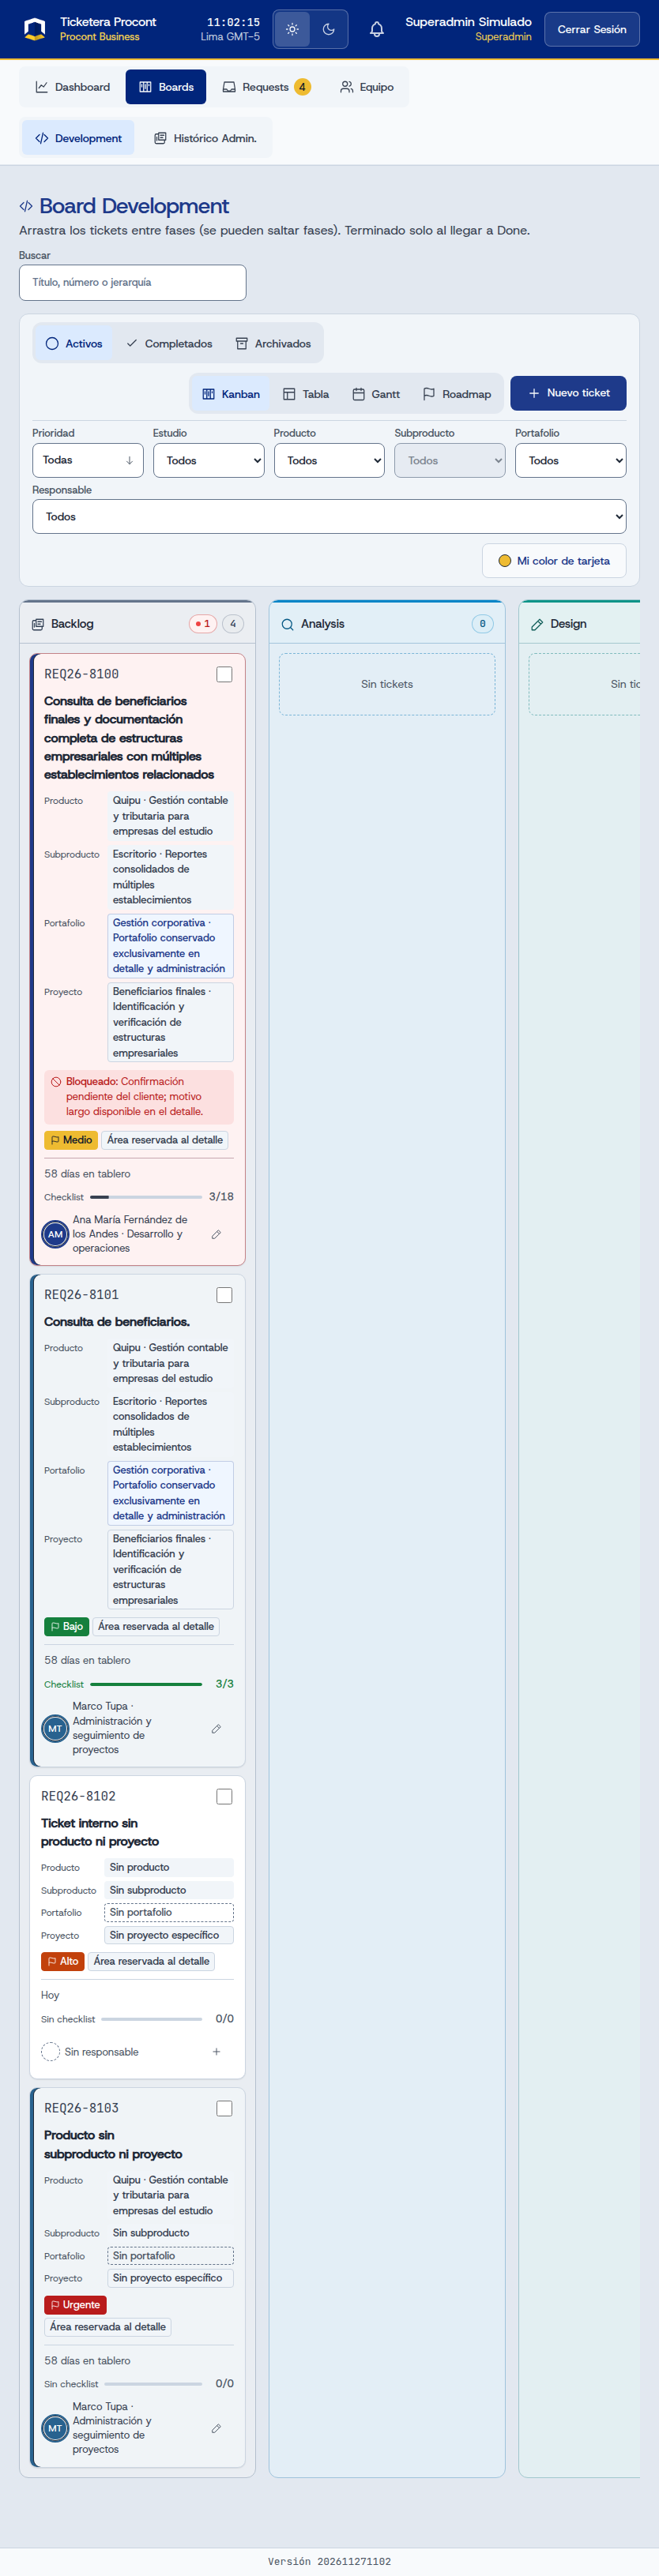 Ticketera Procont
Procont Business
11:02:15
Lima GMT-5
Superadmin Simulado
Superadmin
Cerrar Sesión
Dashboard
Boards
Requests 4
Equipo
Development
Histórico Admin.
Board Development
Arrastra los tickets entre fases (se pueden saltar fases). Terminado solo al llegar a Done.
Buscar
Título, número o jerarquía
Activos
Completados
Archivados
Kanban
Tabla
Gantt
Roadmap
Nuevo ticket
Prioridad
Estudio
Producto
Subproducto
Portafolio
Todas
Todos
Todos
Todos
Todos
Responsable
Todos
Mi color de tarjeta
Backlog
1
4
Analysis
0
Design
Sin tickets
Sin tic
REQ26-8100
Consulta de beneficiarios
finales y documentación
completa de estructuras
empresariales con múltiples
establecimientos relacionados
Producto
Quipu · Gestión contable
y tributaria para
empresas del estudio
Subproducto
Escritorio · Reportes
consolidados de
múltiples
establecimientos
Portafolio
Gestión corporativa ·
Portafolio conservado
exclusivamente en
detalle y administración
Proyecto
Beneficiarios finales ·
Identificación y
verificación de
estructuras
empresariales
Bloqueado: Confirmación
pendiente del cliente; motivo
largo disponible en el detalle.
Medio
Área reservada al detalle
58 días en tablero
Checklist
3/18
AM
Ana María Fernández de
los Andes · Desarrollo y
operaciones
REQ26-8101
Consulta de beneficiarios.
Producto
Quipu · Gestión contable
y tributaria para
empresas del estudio
Subproducto
Escritorio · Reportes
consolidados de
múltiples
establecimientos
Portafolio
Gestión corporativa ·
Portafolio conservado
exclusivamente en
detalle y administración
Proyecto
Beneficiarios finales ·
Identificación y
verificación de
estructuras
empresariales
Bajo
Área reservada al detalle
58 días en tablero
Checklist
3/3
MT
Marco Tupa ·
Administración y
seguimiento de
proyectos
REQ26-8102
Ticket interno sin
producto ni proyecto
Producto
Sin producto
Subproducto
Sin subproducto
Portafolio
Sin portafolio
Proyecto
Sin proyecto específico
Alto
Área reservada al detalle
Hoy
Sin checklist
0/0
Sin responsable
REQ26-8103
Producto sin
subproducto ni proyecto
Producto
Quipu · Gestión contable
y tributaria para
empresas del estudio
Subproducto
Sin subproducto
Portafolio
Sin portafolio
Proyecto
Sin proyecto específico
Urgente
Área reservada al detalle
58 días en tablero
Sin checklist
0/0
MT
Marco Tupa ·
Administración y
seguimiento de
proyectos
Versión 202611271102